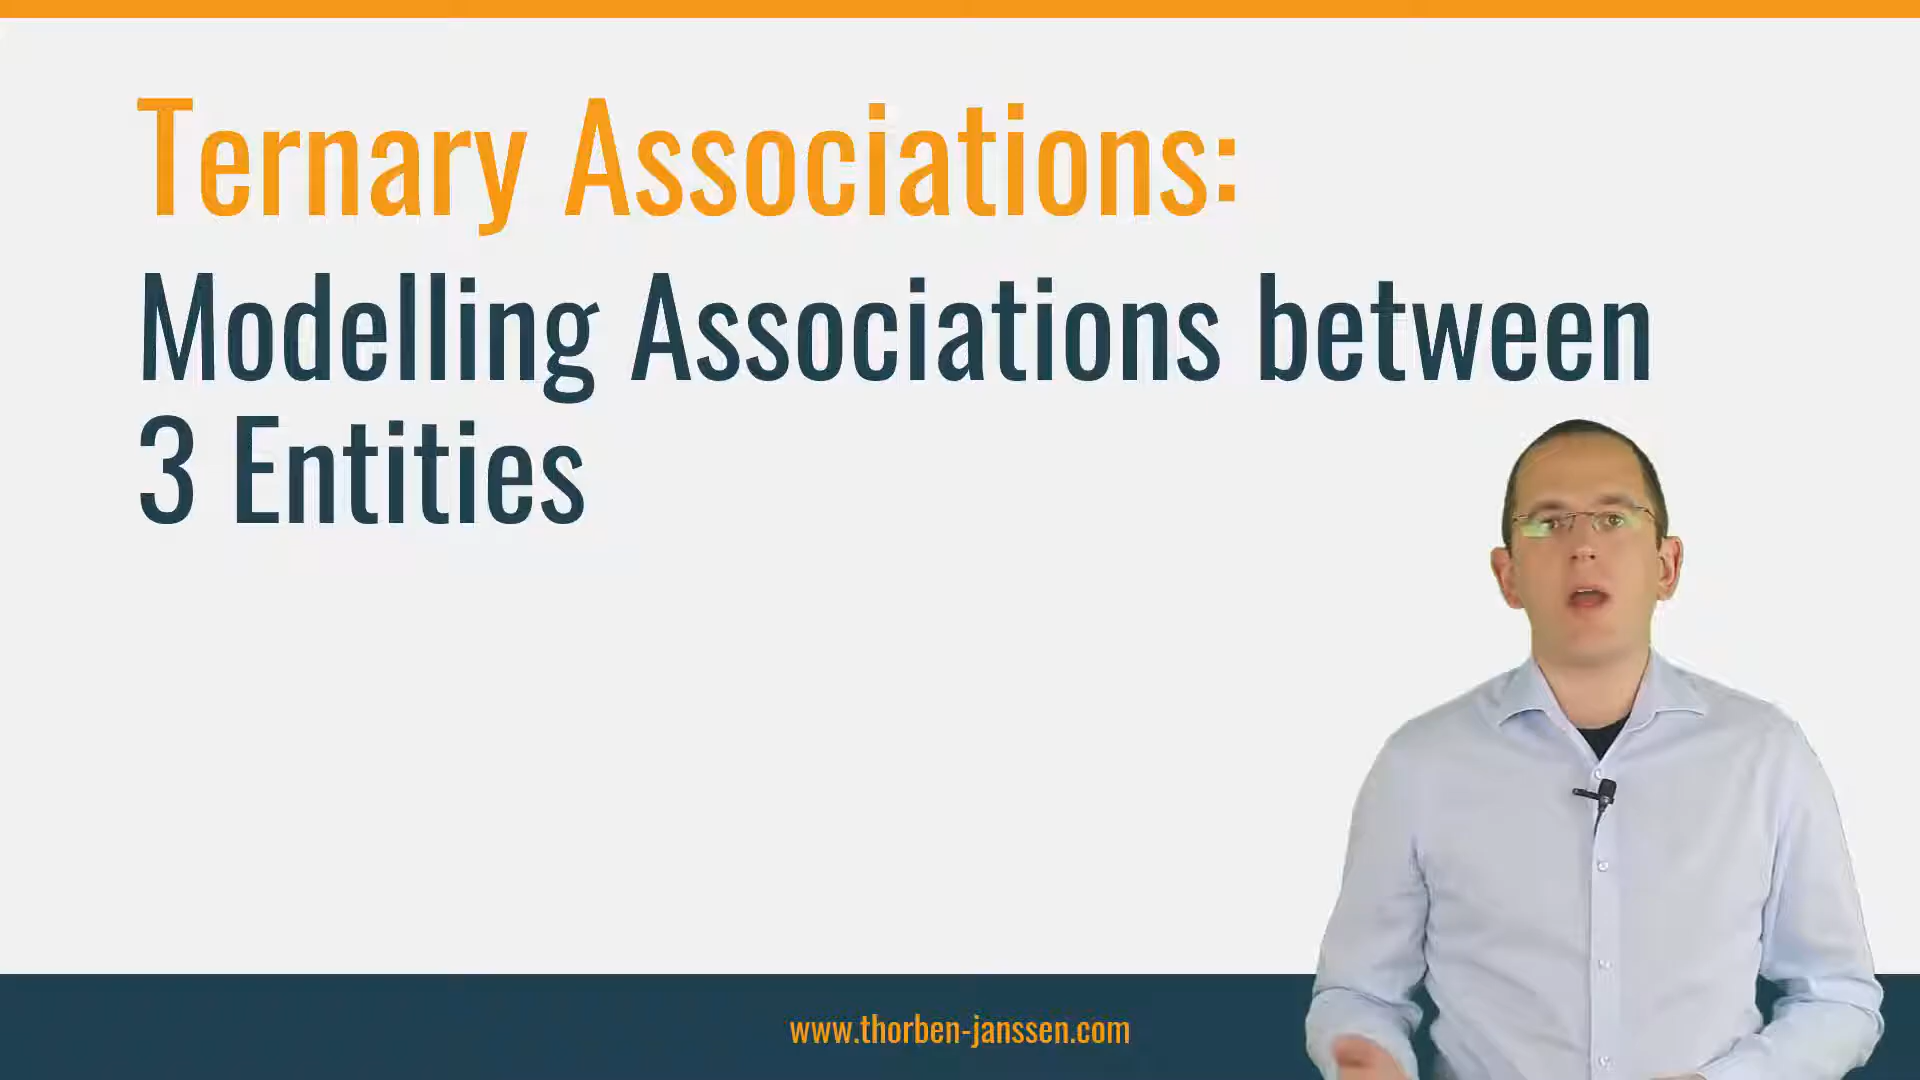 Ternary Associations:
Modelling Associations between
3 Entities
www.thorben-janssen.com